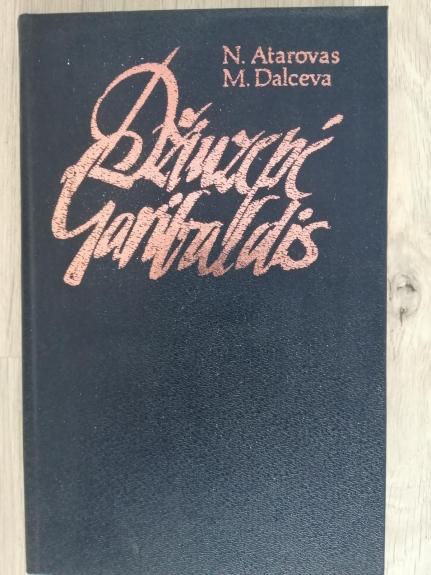 N. Atarovas
M. Dalceva
Džuzepė
Garibaldis